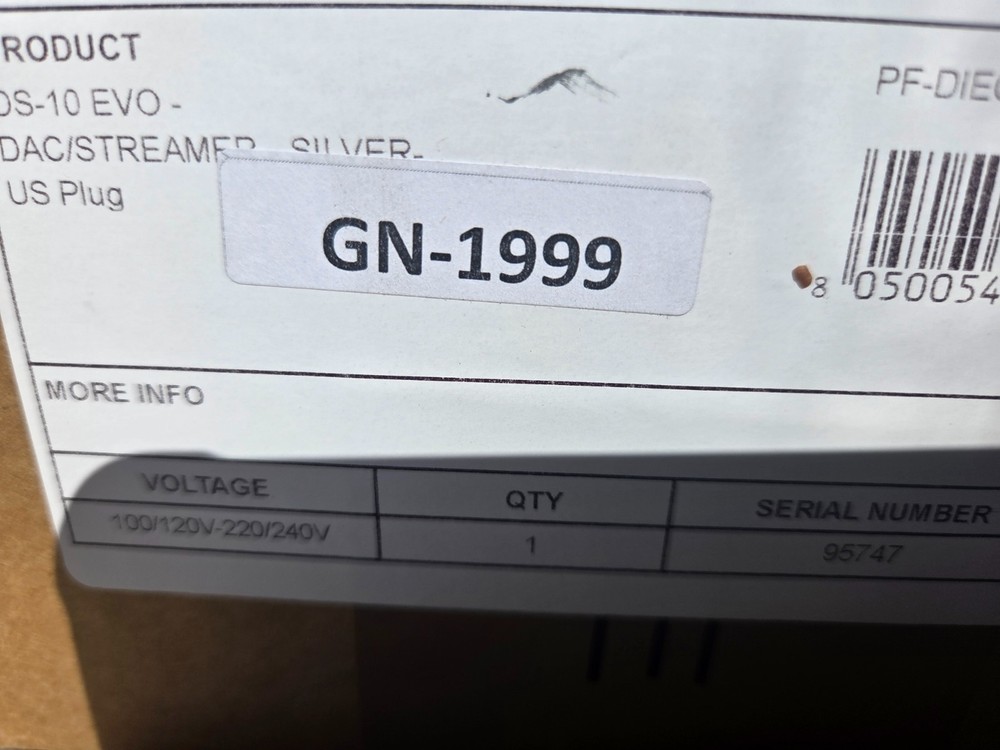 RODUCT
DS-10 EVO -
DAC/STREAMER SILVER-
US Plug
GN-1999
PF-DIE
8 050054
MORE INFO
VOLTAGE QTY SERIAL NUMBER
100/120V-220/240V 1 95747